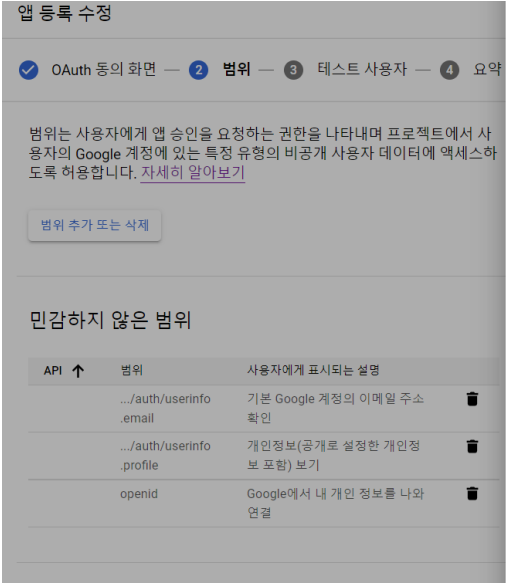 앱 등록 수정
OAuth 동의 화면 — 2 범위 — 3 테스트 사용자 — 4 요약
범위는 사용자에게 앱 승인을 요청하는 권한을 나타내며 프로젝트에서 사
용자의 Google 계정에 있는 특정 유형의 비공개 사용자 데이터에 액세스하
도록 허용합니다. 자세히 알아보기
범위 추가 또는 삭제
민감하지 않은 범위
API ↑ 범위 사용자에게 표시되는 설명
.../auth/userinfo 기본 Google 계정의 이메일 주소
.email 확인
.../auth/userinfo 개인정보(공개로 설정한 개인정
.profile 보 포함) 보기
openid Google에서 내 개인 정보를 나와
연결